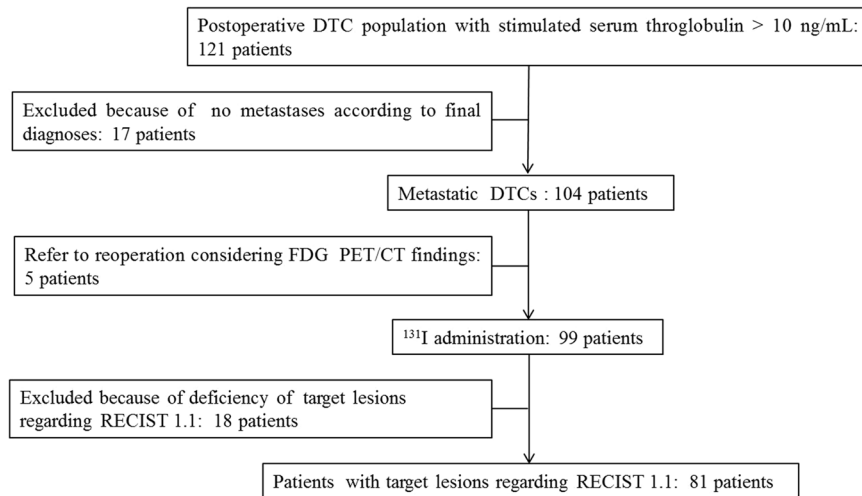 Postoperative DTC population with stimulated serum throglobulin > 10 ng/mL:
121 patients
Excluded because of no metastases according to final
diagnoses: 17 patients
Metastatic DTCs : 104 patients
Refer to reoperation considering FDG PET/CT findings:
5 patients
¹³¹I administration: 99 patients
Excluded because of deficiency of target lesions
regarding RECIST 1.1: 18 patients
Patients with target lesions regarding RECIST 1.1: 81 patients